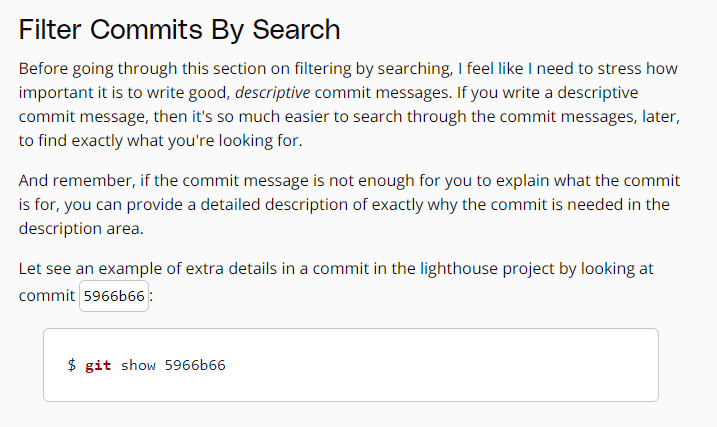 Filter Commits By Search
Before going through this section on filtering by searching, I feel like I need to stress how
important it is to write good, descriptive commit messages. If you write a descriptive
commit message, then it's so much easier to search through the commit messages, later,
to find exactly what you're looking for.
And remember, if the commit message is not enough for you to explain what the commit
is for, you can provide a detailed description of exactly why the commit is needed in the
description area.
Let see an example of extra details in a commit in the lighthouse project by looking at
commit 5966b66:
$ git show 5966b66